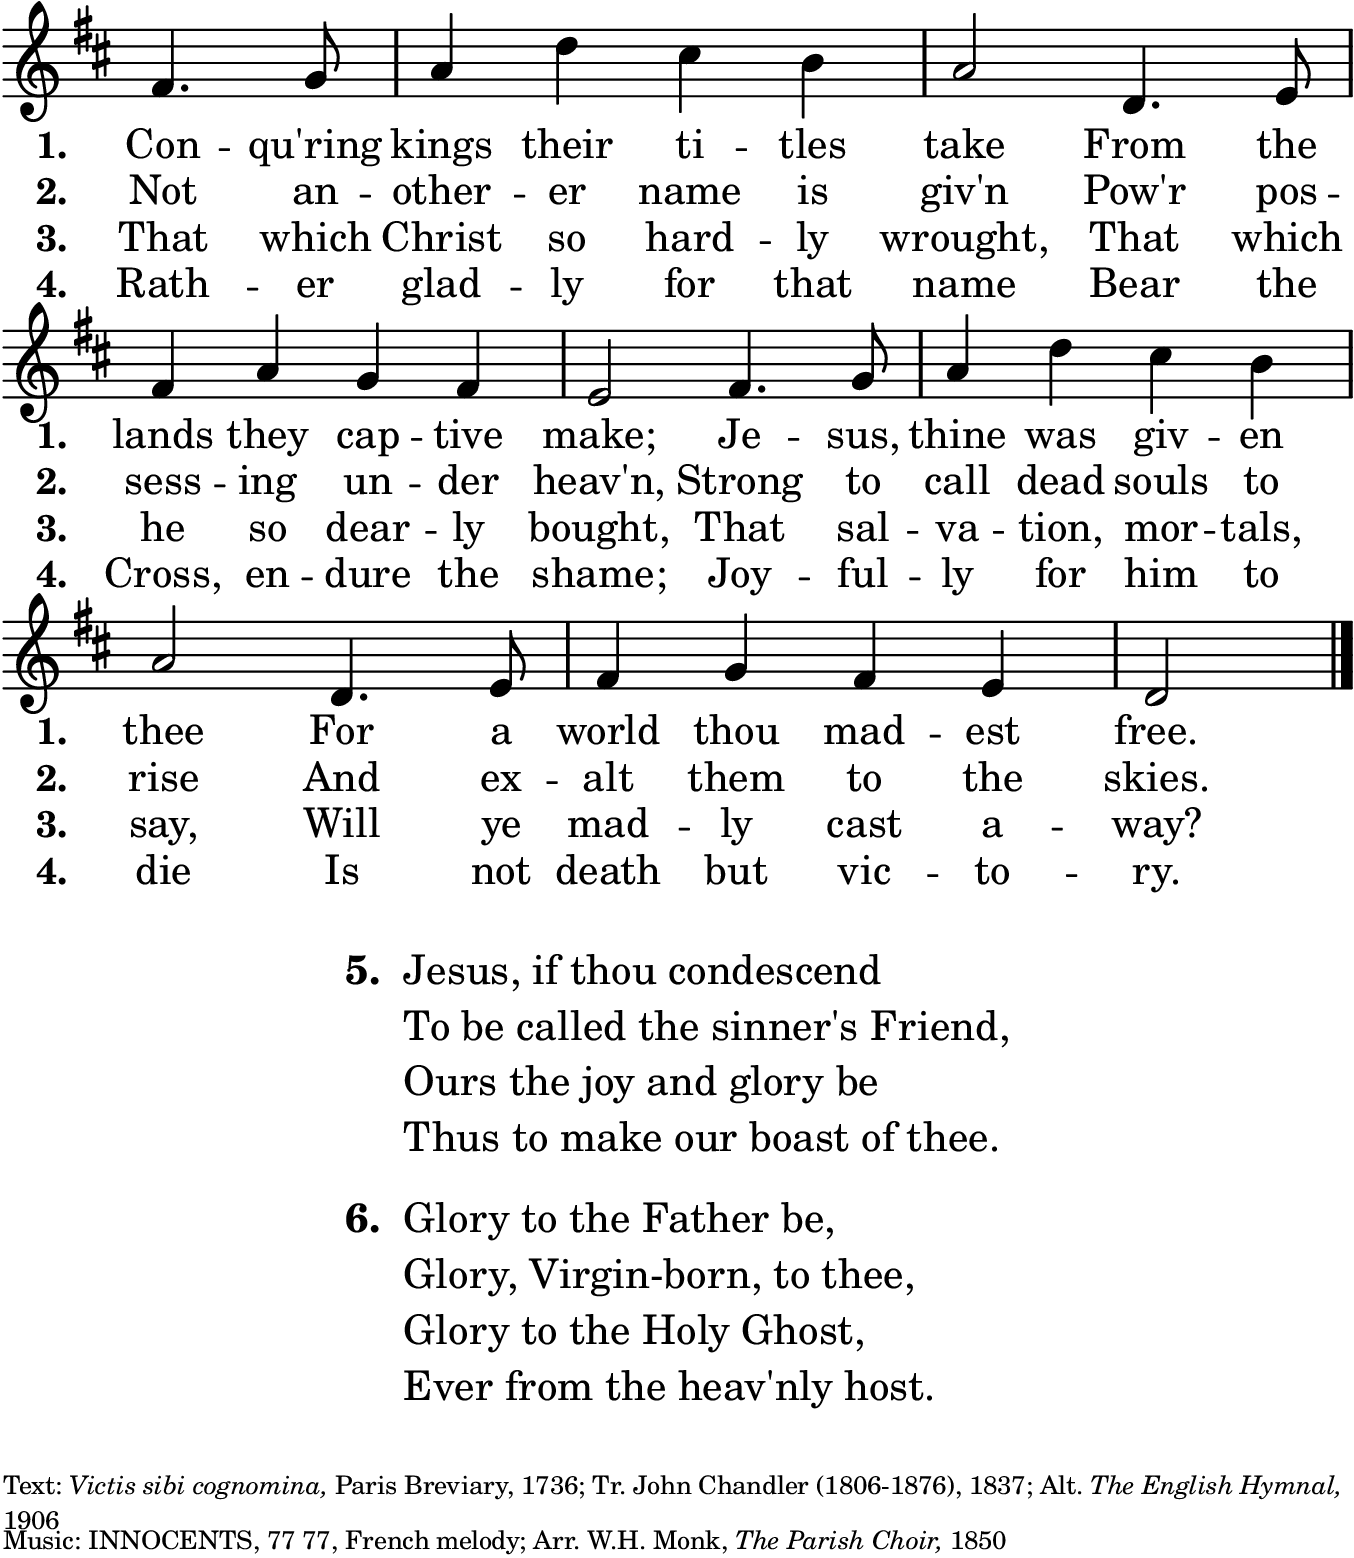 1. Con -- qu'ring kings their ti -- tles take From the
2. Not an -- other -- er name is giv'n Pow'r pos --
3. That which Christ so hard -- ly wrought, That which
4. Rath -- er glad -- ly for that name Bear the
1. lands they cap -- tive make; Je -- sus, thine was giv -- en
2. sess -- ing un -- der heav'n, Strong to call dead souls to
3. he so dear -- ly bought, That sal -- va -- tion, mor -- tals,
4. Cross, en -- dure the shame; Joy -- ful -- ly for him to
1. thee For a world thou mad -- est free.
2. rise And ex -- alt them to the skies.
3. say, Will ye mad -- ly cast a -- way?
4. die Is not death but vic -- to -- ry.
5. Jesus, if thou condescend
To be called the sinner's Friend,
Ours the joy and glory be
Thus to make our boast of thee.
6. Glory to the Father be,
Glory, Virgin-born, to thee,
Glory to the Holy Ghost,
Ever from the heav'nly host.
Text: Victis sibi cognomina, Paris Breviary, 1736; Tr. John Chandler (1806-1876), 1837; Alt. The English Hymnal,
1906
Music: INNOCENTS, 77 77, French melody; Arr. W.H. Monk, The Parish Choir, 1850